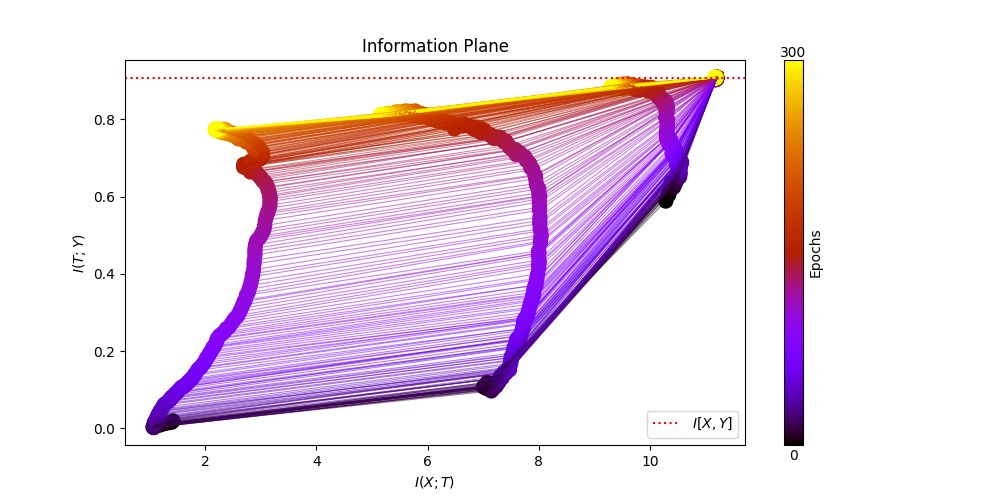 Information Plane
300
0.8
0.6
0.4
0.2
0.0
I(T; Y)
Epochs
I[X, Y]
0
2
4
6
8
10
I(X; T)